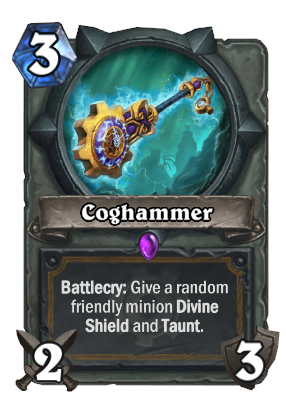 3
Coghammer
Battlecry: Give a random
friendly minion Divine
Shield and Taunt.
2
3